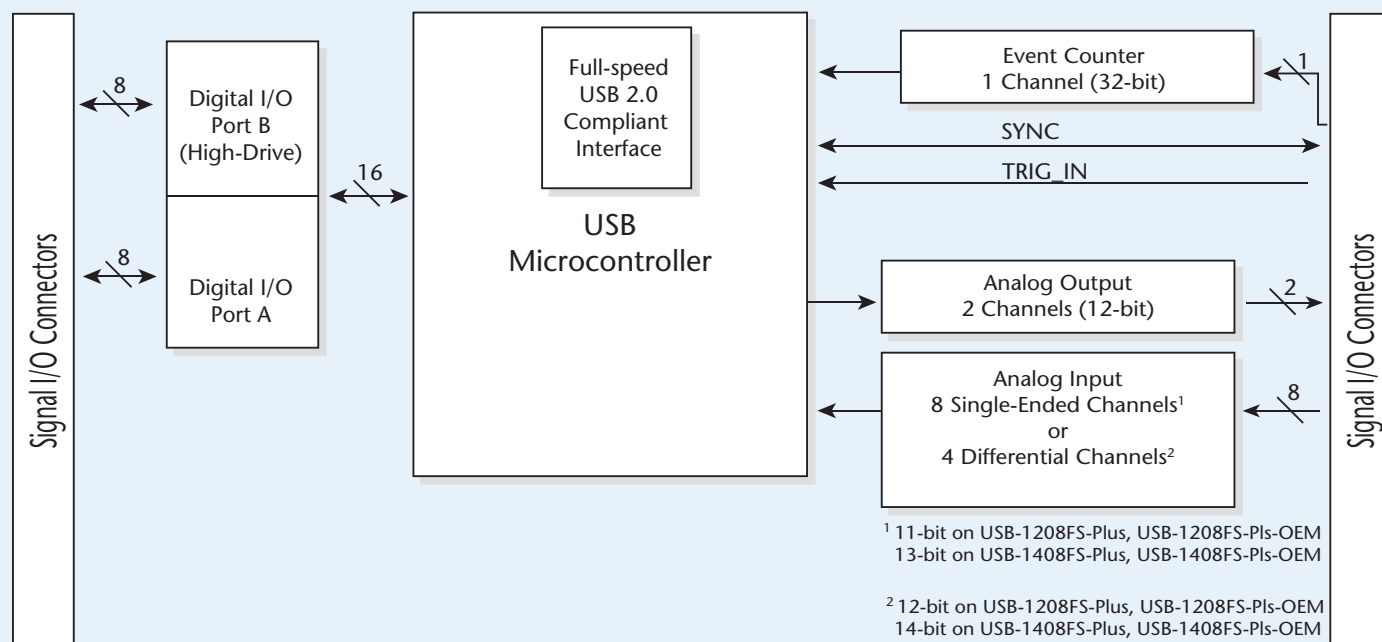 Signal I/O Connectors
8
Digital I/O
Port B
(High-Drive)
8
Digital I/O
Port A
16
Full-speed
USB 2.0
Compliant
Interface
USB
Microcontroller
Event Counter
1 Channel (32-bit)
1
SYNC
TRIG_IN
Analog Output
2 Channels (12-bit)
2
Analog Input
8 Single-Ended Channels¹
or
4 Differential Channels²
8
Signal I/O Connectors
¹ 11-bit on USB-1208FS-Plus, USB-1208FS-Pls-OEM
13-bit on USB-1408FS-Plus, USB-1408FS-Pls-OEM
² 12-bit on USB-1208FS-Plus, USB-1208FS-Pls-OEM
14-bit on USB-1408FS-Plus, USB-1408FS-Pls-OEM